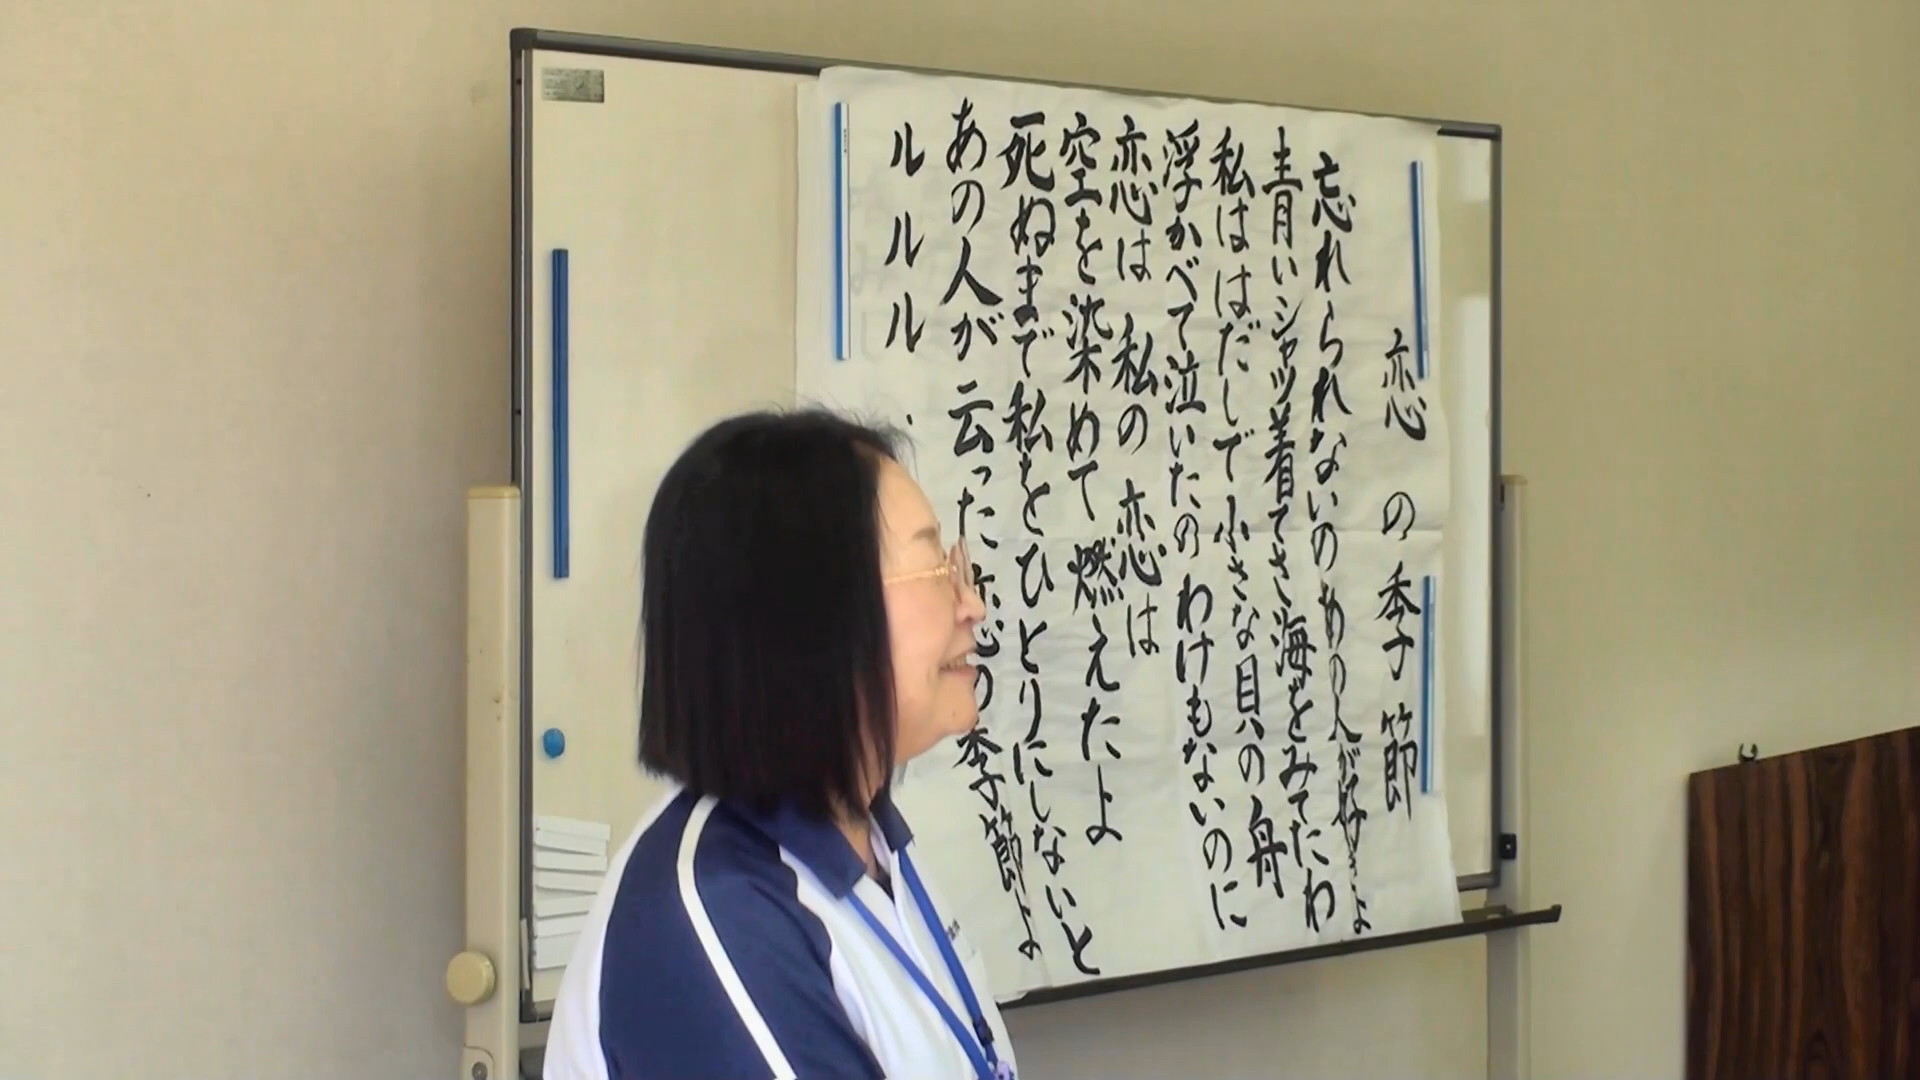 恋の季節
忘れられないの あの人が好きよ
青いシャツ着てさ 海をみてたわ
私ははだしで 小さな貝の舟
浮かべて泣いたの わけもないのに
恋は 私の 恋は
空を染めて 燃えたよ
死ぬまで私を ひとりにしないと
あの人が 云った 恋の季節よ
ルルル